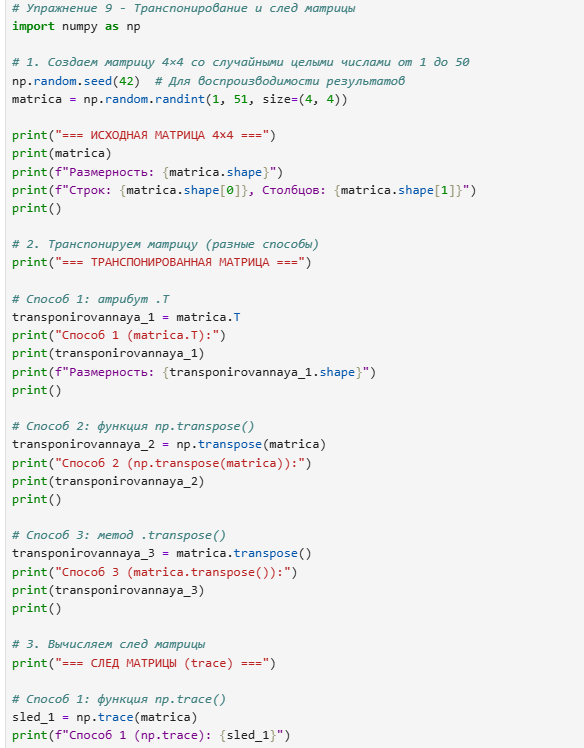 # Упражнение 9 - Транспонирование и след матрицы
import numpy as np
# 1. Создаем матрицу 4×4 со случайными целыми числами от 1 до 50
np.random.seed(42)  # Для воспроизводимости результатов
matrica = np.random.randint(1, 51, size=(4, 4))
print("=== ИСХОДНАЯ МАТРИЦА 4×4 ===")
print(matrica)
print(f"Размерность: {matrica.shape}")
print(f"Строк: {matrica.shape[0]}, Столбцов: {matrica.shape[1]}")
print()
# 2. Транспонируем матрицу (разные способы)
print("=== ТРАНСПОНИРОВАННАЯ МАТРИЦА ===")
# Способ 1: атрибут .T
transponirovannaya_1 = matrica.T
print("Способ 1 (matrica.T):")
print(transponirovannaya_1)
print(f"Размерность: {transponirovannaya_1.shape}")
print()
# Способ 2: функция np.transpose()
transponirovannaya_2 = np.transpose(matrica)
print("Способ 2 (np.transpose(matrica)):")
print(transponirovannaya_2)
print()
# Способ 3: метод .transpose()
transponirovannaya_3 = matrica.transpose()
print("Способ 3 (matrica.transpose()):")
print(transponirovannaya_3)
print()
# 3. Вычисляем след матрицы
print("=== СЛЕД МАТРИЦЫ (trace) ===")
# Способ 1: функция np.trace()
sled_1 = np.trace(matrica)
print(f"Способ 1 (np.trace): {sled_1}")